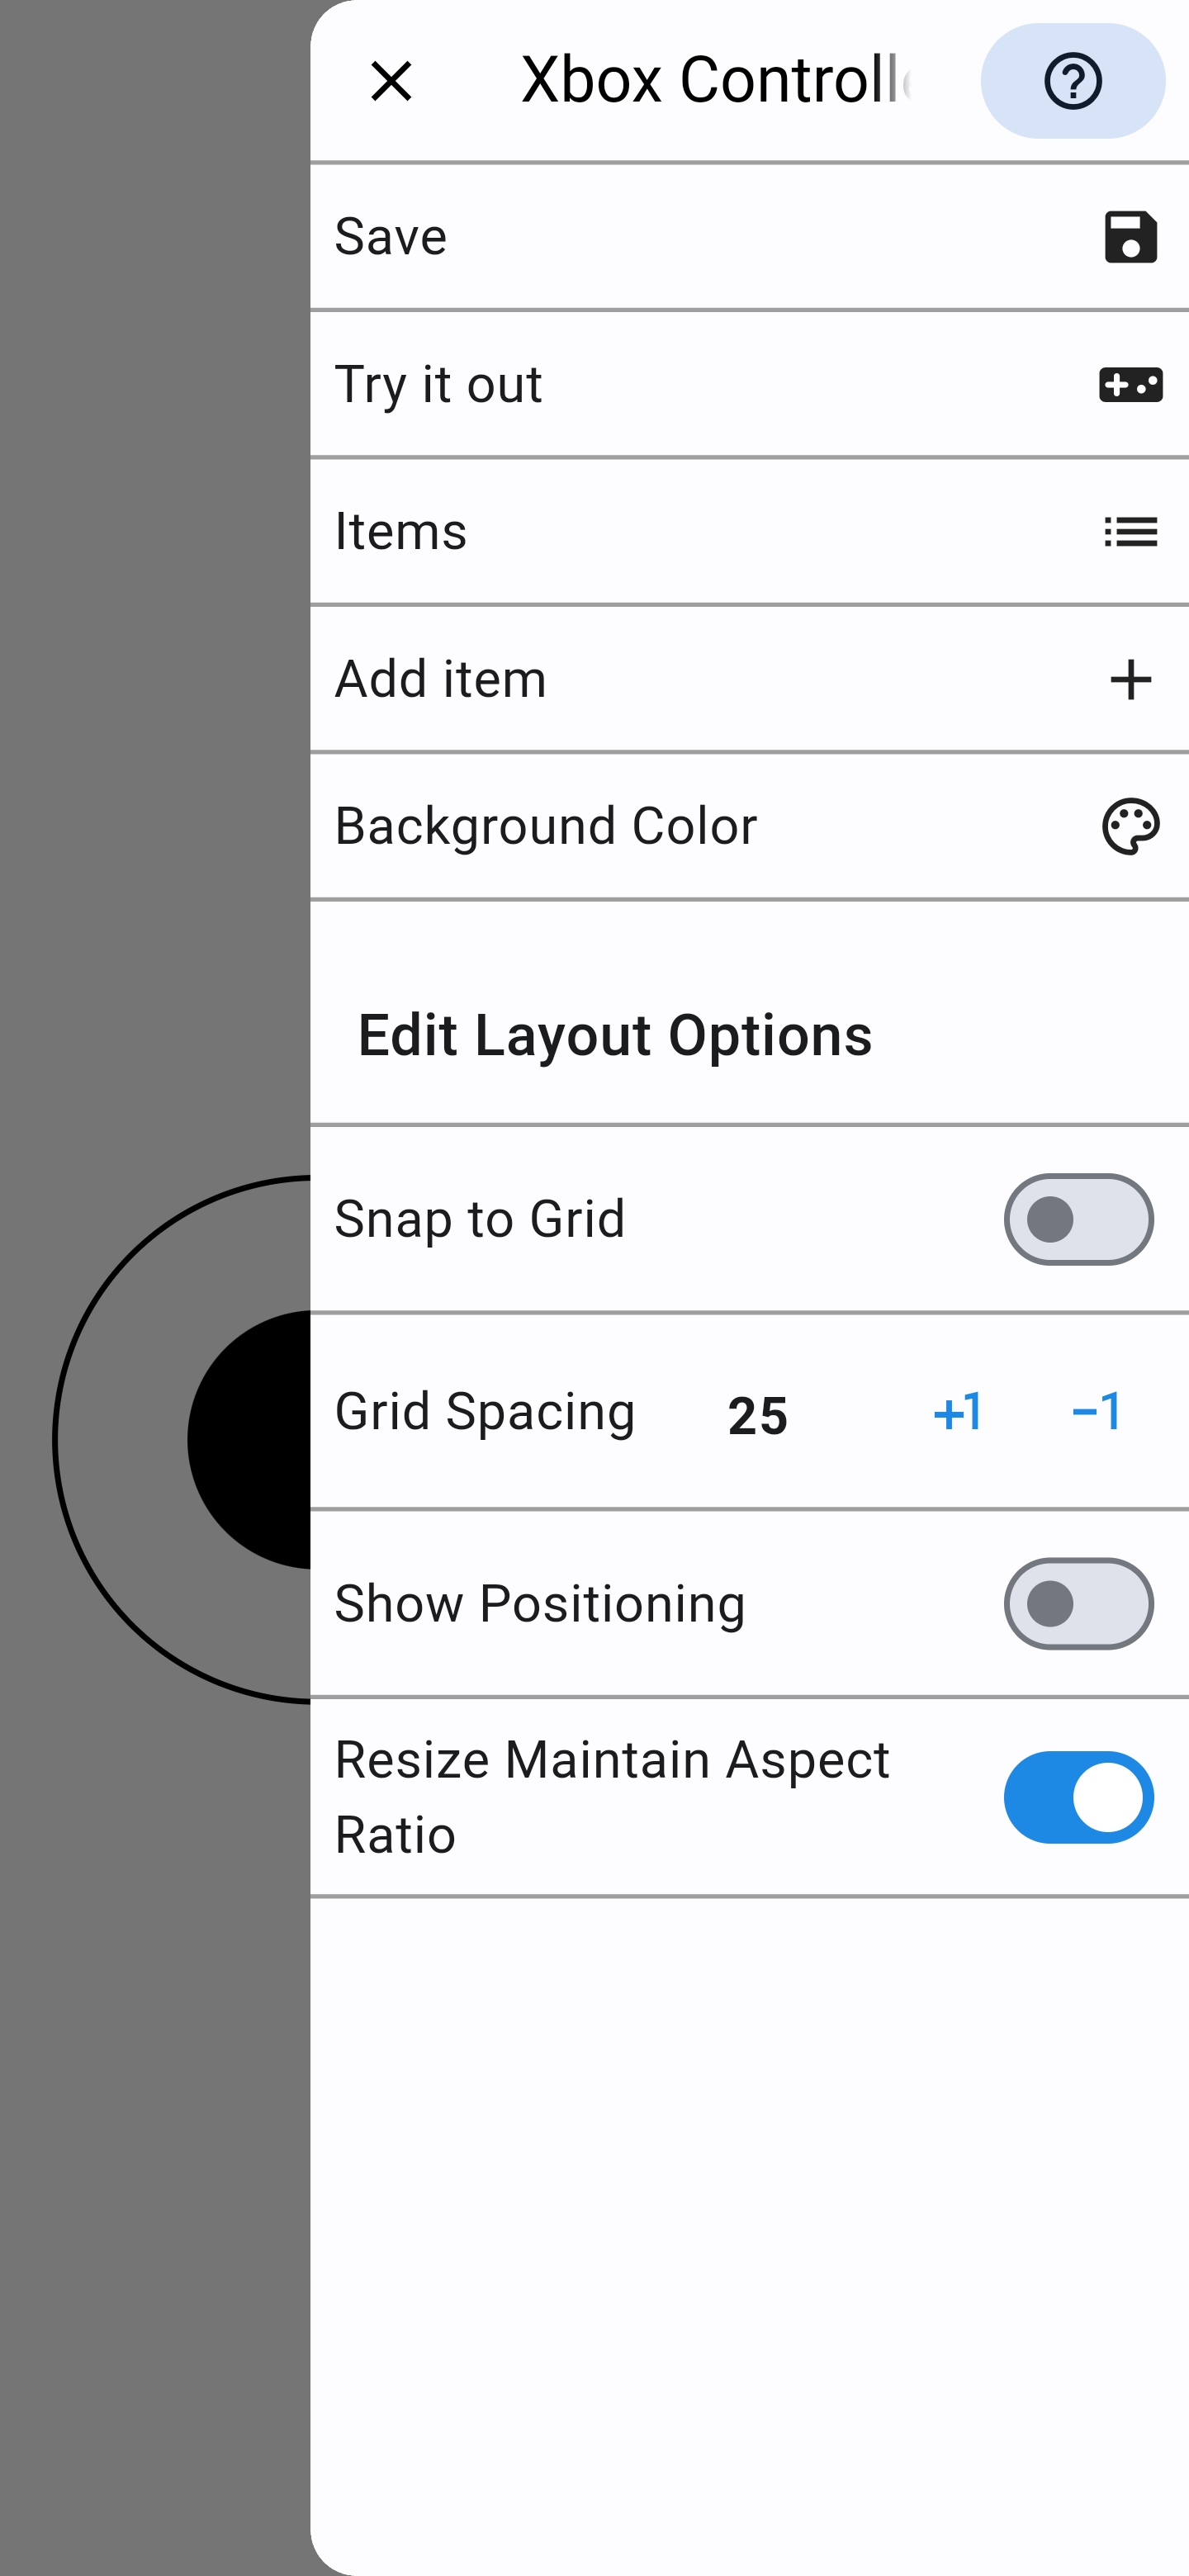 Xbox Controll
Save
Try it out
Items
Add item
Background Color
Edit Layout Options
Snap to Grid
Grid Spacing 25 +1 −1
Show Positioning
Resize Maintain Aspect
Ratio